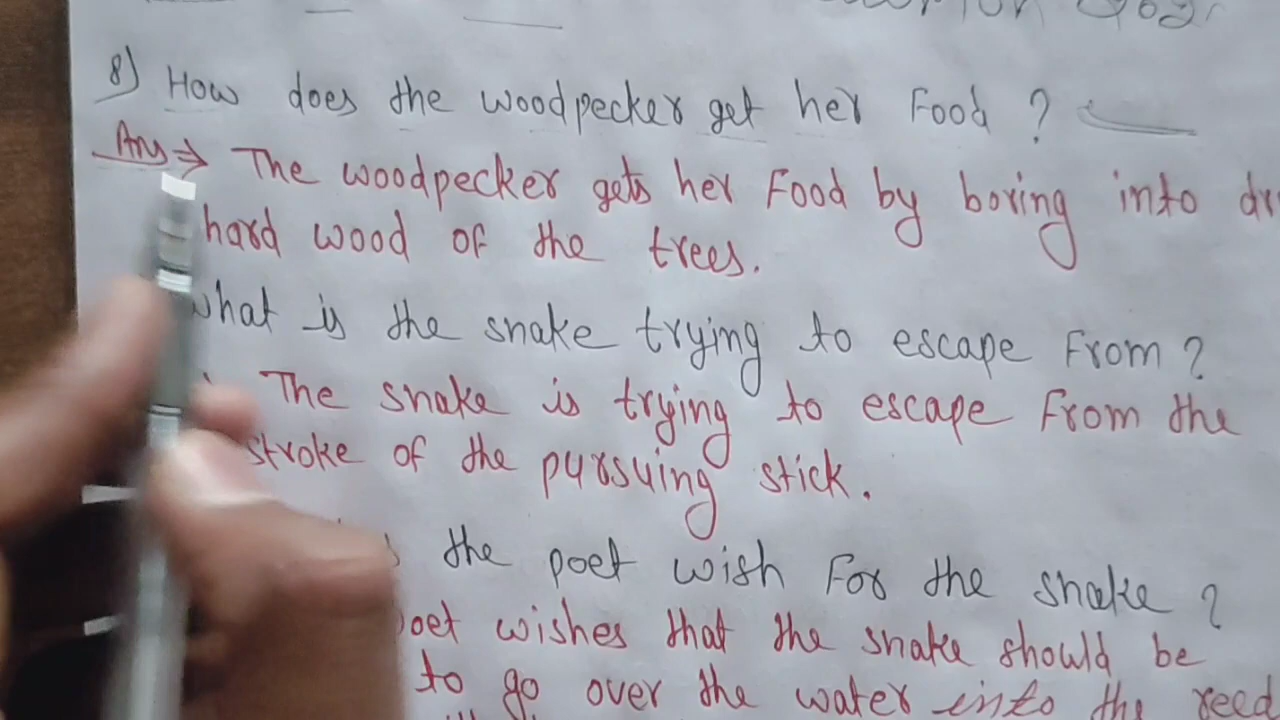 8) How does the woodpecker get her Food ?
Ans ⇒ The woodpecker gets her Food by boring into
hard wood of the trees.
what is the snake trying to escape From ?
The snake is trying to escape From the
stroke of the pursuing stick.
the poet wish For the snake ?
poet wishes that the snake should be
to go over the water into the reed